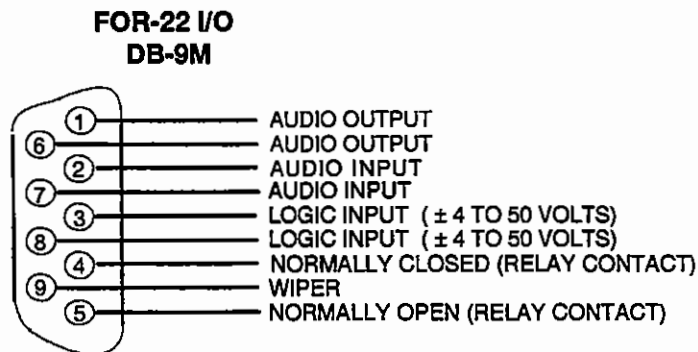 FOR-22 I/O
DB-9M
1 AUDIO OUTPUT
6 AUDIO OUTPUT
2 AUDIO INPUT
7 AUDIO INPUT
3 LOGIC INPUT ( ± 4 TO 50 VOLTS)
8 LOGIC INPUT ( ± 4 TO 50 VOLTS)
4 NORMALLY CLOSED (RELAY CONTACT)
9 WIPER
5 NORMALLY OPEN (RELAY CONTACT)